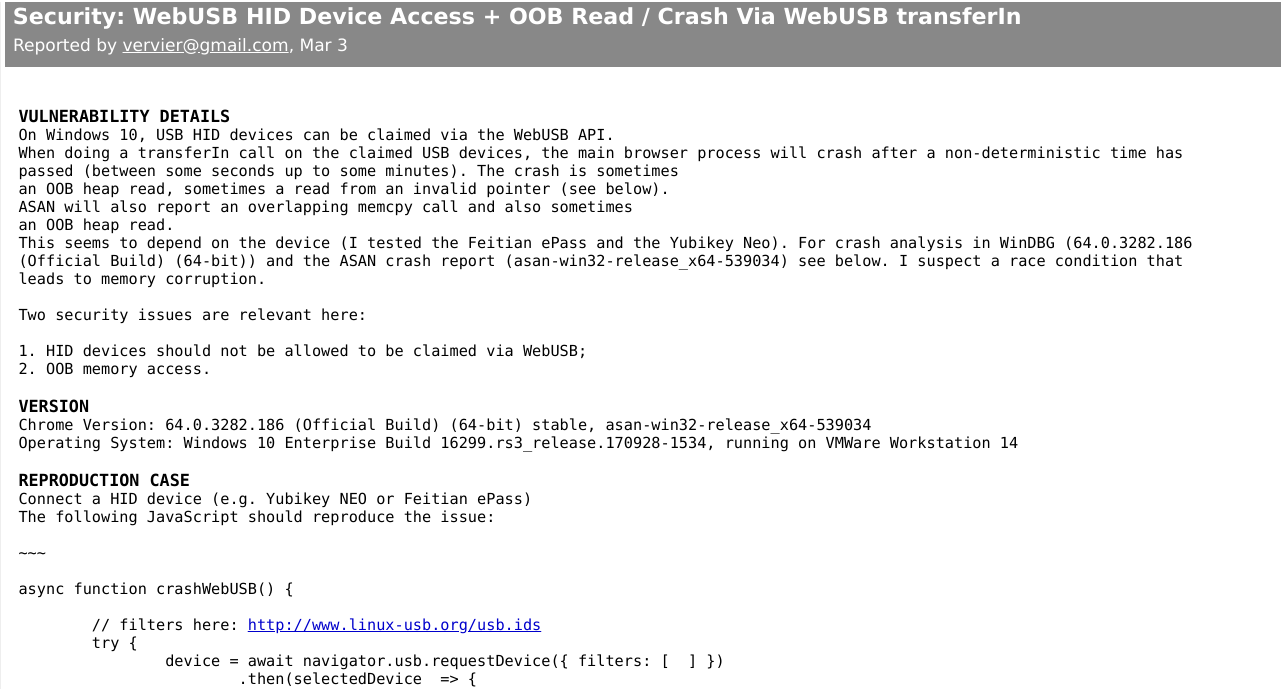 Security: WebUSB HID Device Access + OOB Read / Crash Via WebUSB transferIn
Reported by vervier@gmail.com, Mar 3
VULNERABILITY DETAILS
On Windows 10, USB HID devices can be claimed via the WebUSB API.
When doing a transferIn call on the claimed USB devices, the main browser process will crash after a non-deterministic time has
passed (between some seconds up to some minutes). The crash is sometimes
an OOB heap read, sometimes a read from an invalid pointer (see below).
ASAN will also report an overlapping memcpy call and also sometimes
an OOB heap read.
This seems to depend on the device (I tested the Feitian ePass and the Yubikey Neo). For crash analysis in WinDBG (64.0.3282.186
(Official Build) (64-bit)) and the ASAN crash report (asan-win32-release_x64-539034) see below. I suspect a race condition that
leads to memory corruption.
Two security issues are relevant here:
1. HID devices should not be allowed to be claimed via WebUSB;
2. OOB memory access.
VERSION
Chrome Version: 64.0.3282.186 (Official Build) (64-bit) stable, asan-win32-release_x64-539034
Operating System: Windows 10 Enterprise Build 16299.rs3_release.170928-1534, running on VMWare Workstation 14
REPRODUCTION CASE
Connect a HID device (e.g. Yubikey NEO or Feitian ePass)
The following JavaScript should reproduce the issue:
~~~
async function crashWebUSB() {
// filters here: http://www.linux-usb.org/usb.ids
try {
device = await navigator.usb.requestDevice({ filters: [  ] })
.then(selectedDevice  => {